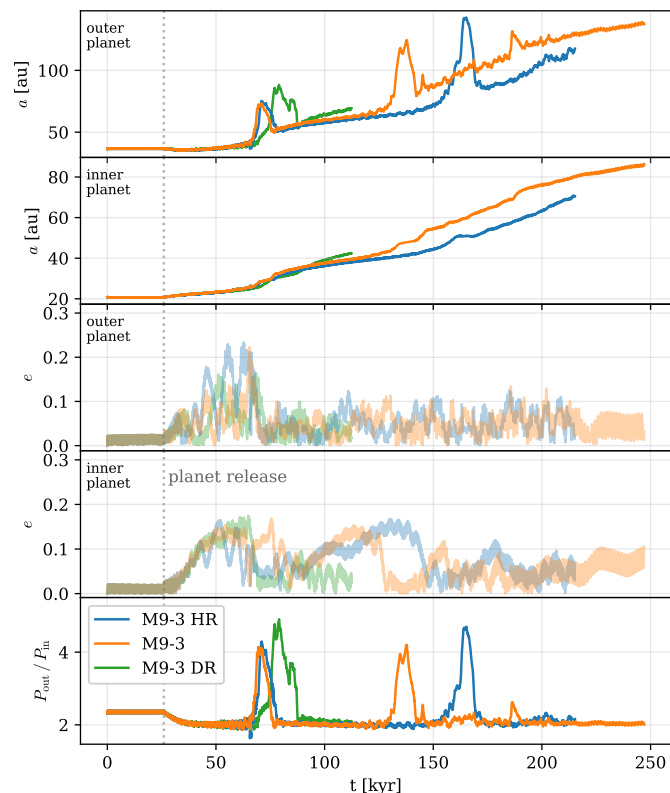 outer
planet
100
50
a [au]
inner
planet
80
60
40
20
a [au]
outer
planet
0.3
0.2
0.1
0.0
e
inner
planet
planet release
0.3
0.2
0.1
0.0
e
M9-3 HR
M9-3
M9-3 DR
4
2
P_out / P_in
0
50
100
150
200
250
t [kyr]